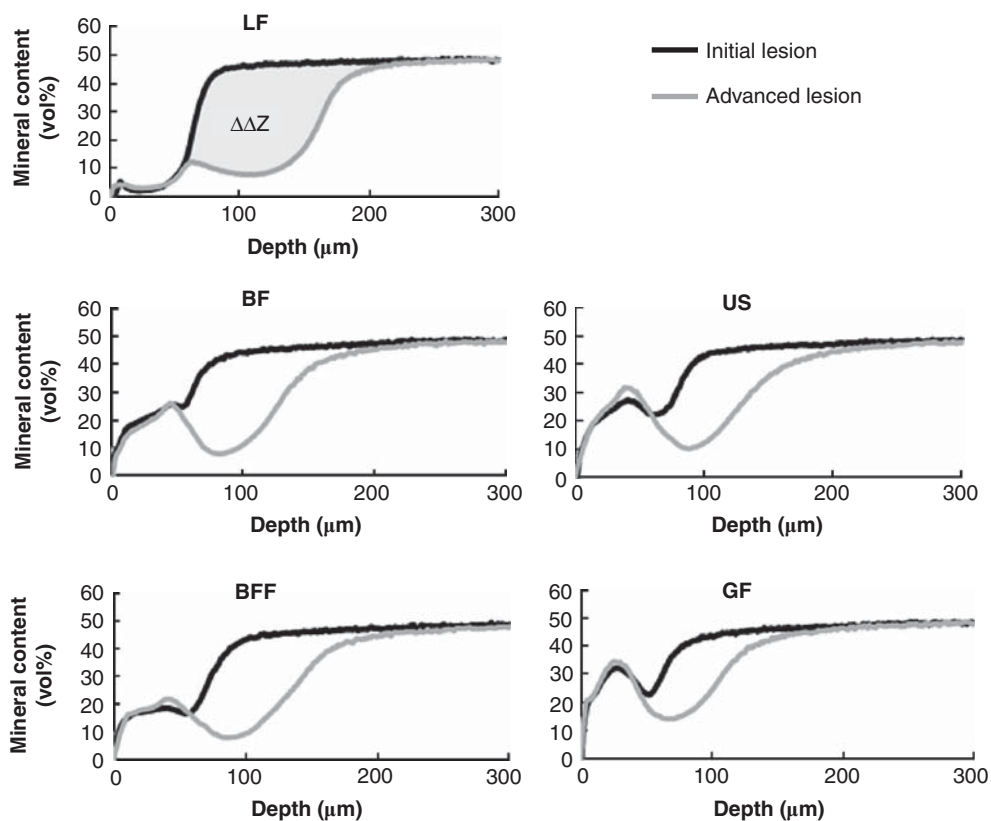 LF
Mineral content
(vol%)
60
50
40
30
20
10
0
ΔΔZ
0 100 200 300
Depth (µm)
Initial lesion
Advanced lesion
BF
Mineral content
(vol%)
60
50
40
30
20
10
0
0 100 200 300
Depth (µm)
US
60
50
40
30
20
10
0
0 100 200 300
Depth (µm)
BFF
Mineral content
(vol%)
60
50
40
30
20
10
0
0 100 200 300
Depth (µm)
GF
60
50
40
30
20
10
0
0 100 200 300
Depth (µm)